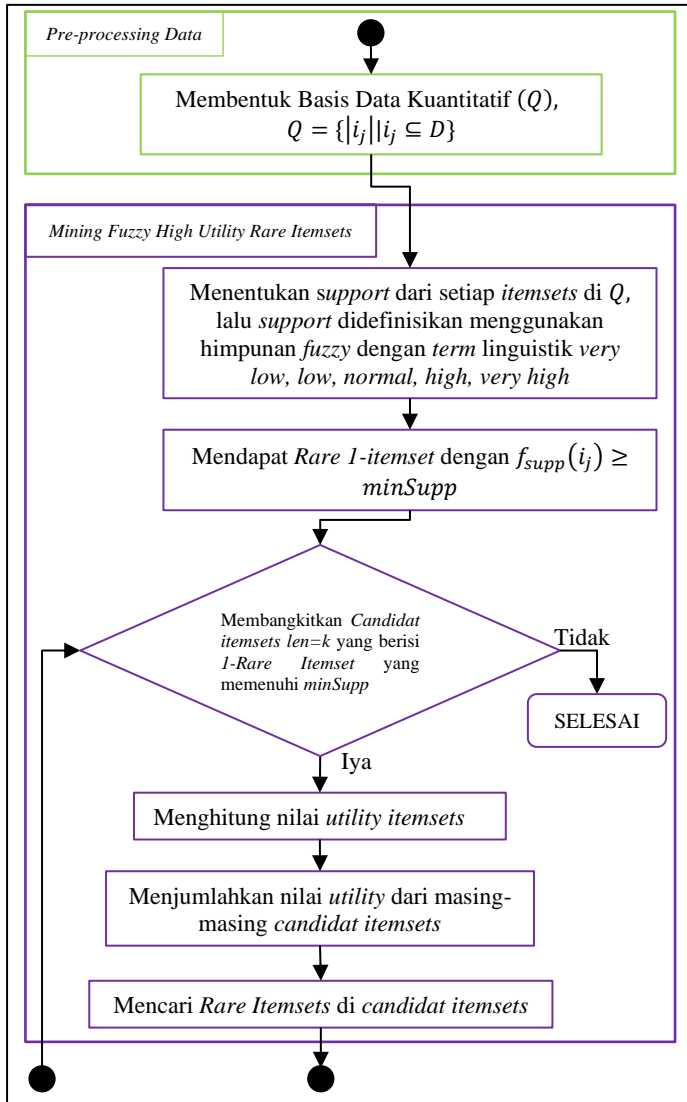 Pre-processing Data
Membentuk Basis Data Kuantitatif (Q),
Q = {|i_j||i_j ⊆ D}
Mining Fuzzy High Utility Rare Itemsets
Menentukan support dari setiap itemsets di Q,
lalu support didefinisikan menggunakan
himpunan fuzzy dengan term linguistik very
low, low, normal, high, very high
Mendapat Rare 1-itemset dengan f_supp(i_j) ≥
minSupp
Membangkitkan Candidat
itemsets len=k yang berisi
1-Rare Itemset yang
memenuhi minSupp
Tidak
SELESAI
Iya
Menghitung nilai utility itemsets
Menjumlahkan nilai utility dari masing-
masing candidat itemsets
Mencari Rare Itemsets di candidat itemsets